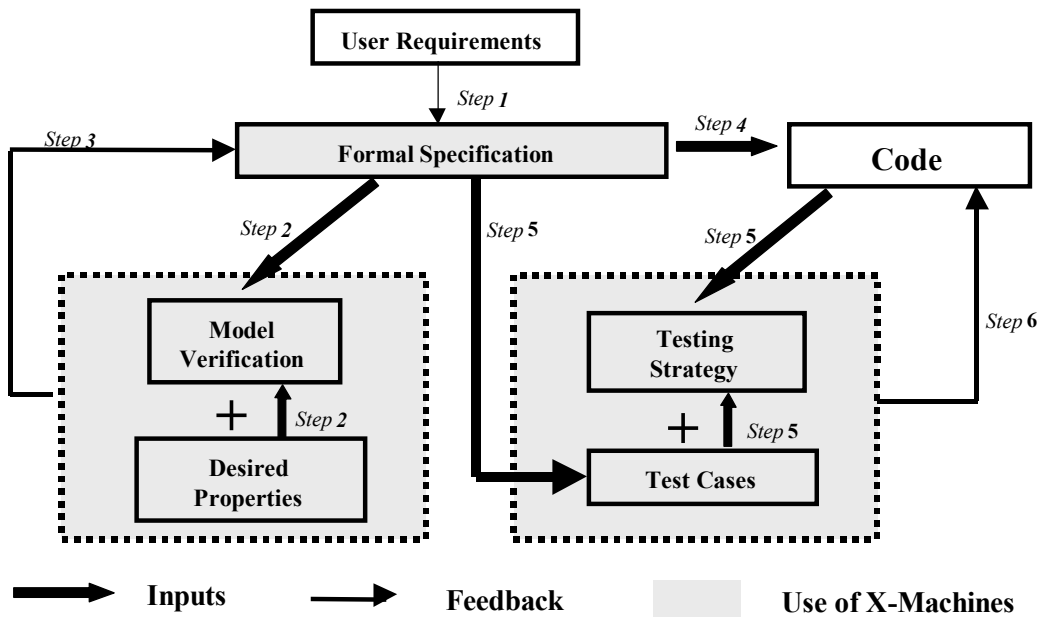 User Requirements
Step 1
Step 3
Formal Specification
Step 4
Code
Step 2
Step 5
Step 5
Model
Verification
Testing
Strategy
Step 6
+
Step 2
+
Step 5
Desired
Properties
Test Cases
Inputs
Feedback
Use of X-Machines